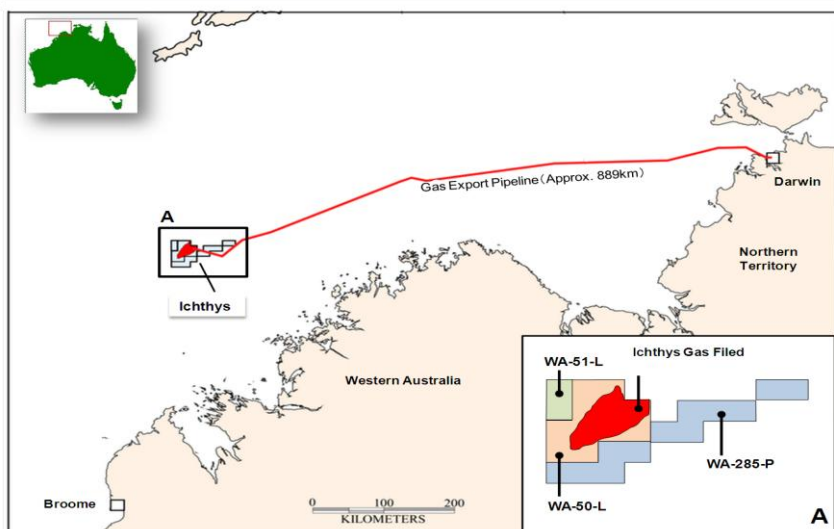 Gas Export Pipeline(Approx. 889km)
Darwin
A
Northern
Territory
Ichthys
Western Australia
Ichthys Gas Filed
WA-51-L
WA-285-P
WA-50-L
A
Broome
0 100 200
KILOMETERS